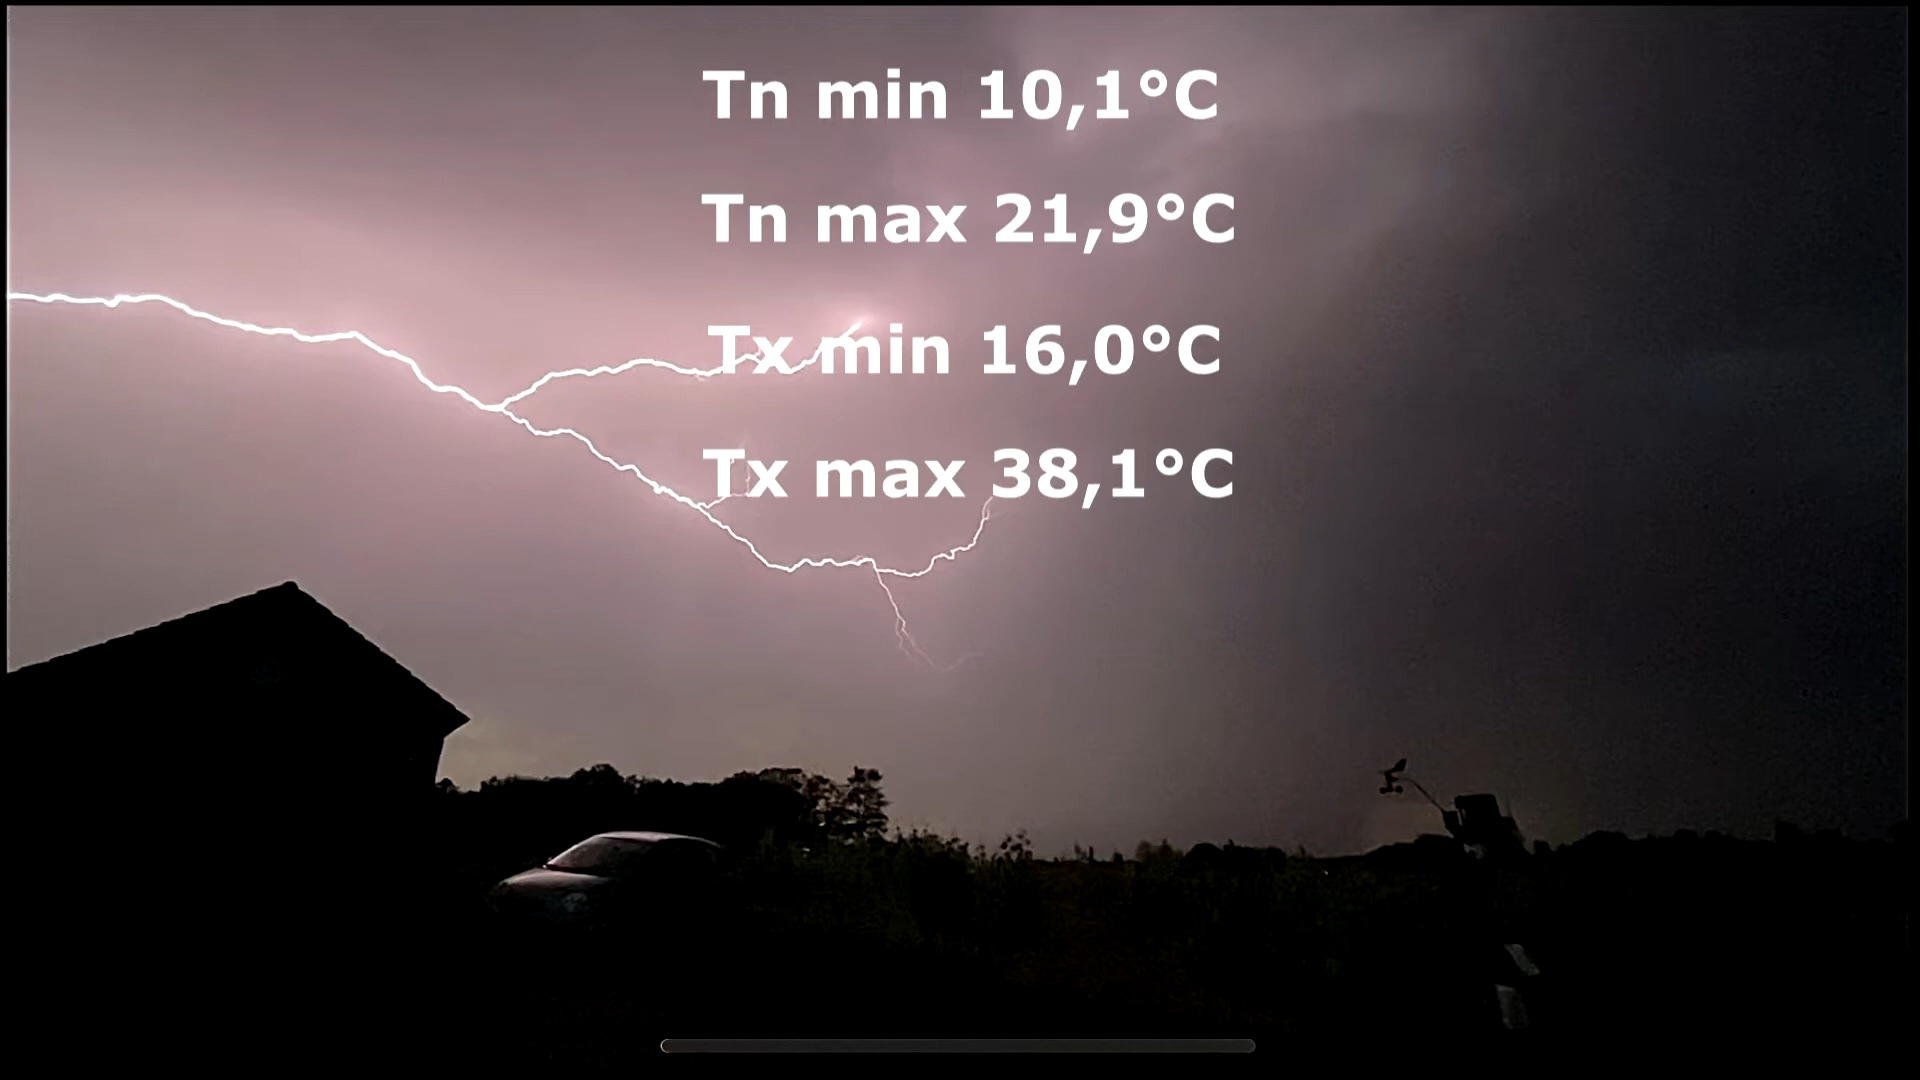 Tn min 10,1°C
Tn max 21,9°C
Tx min 16,0°C
Tx max 38,1°C